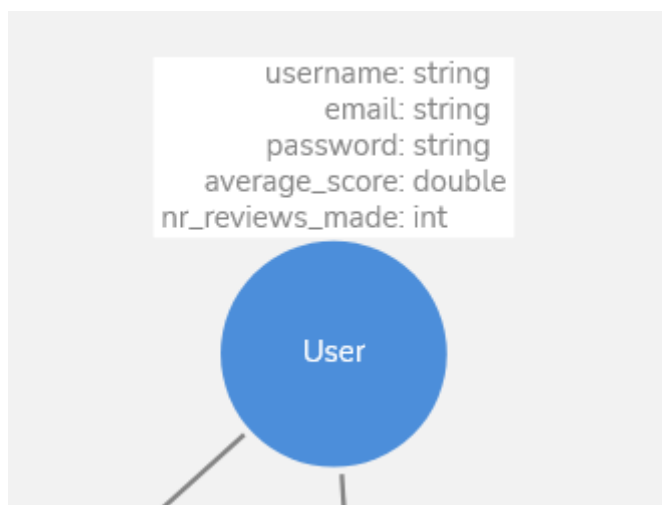 username: string
email: string
password: string
average_score: double
nr_reviews_made: int
User